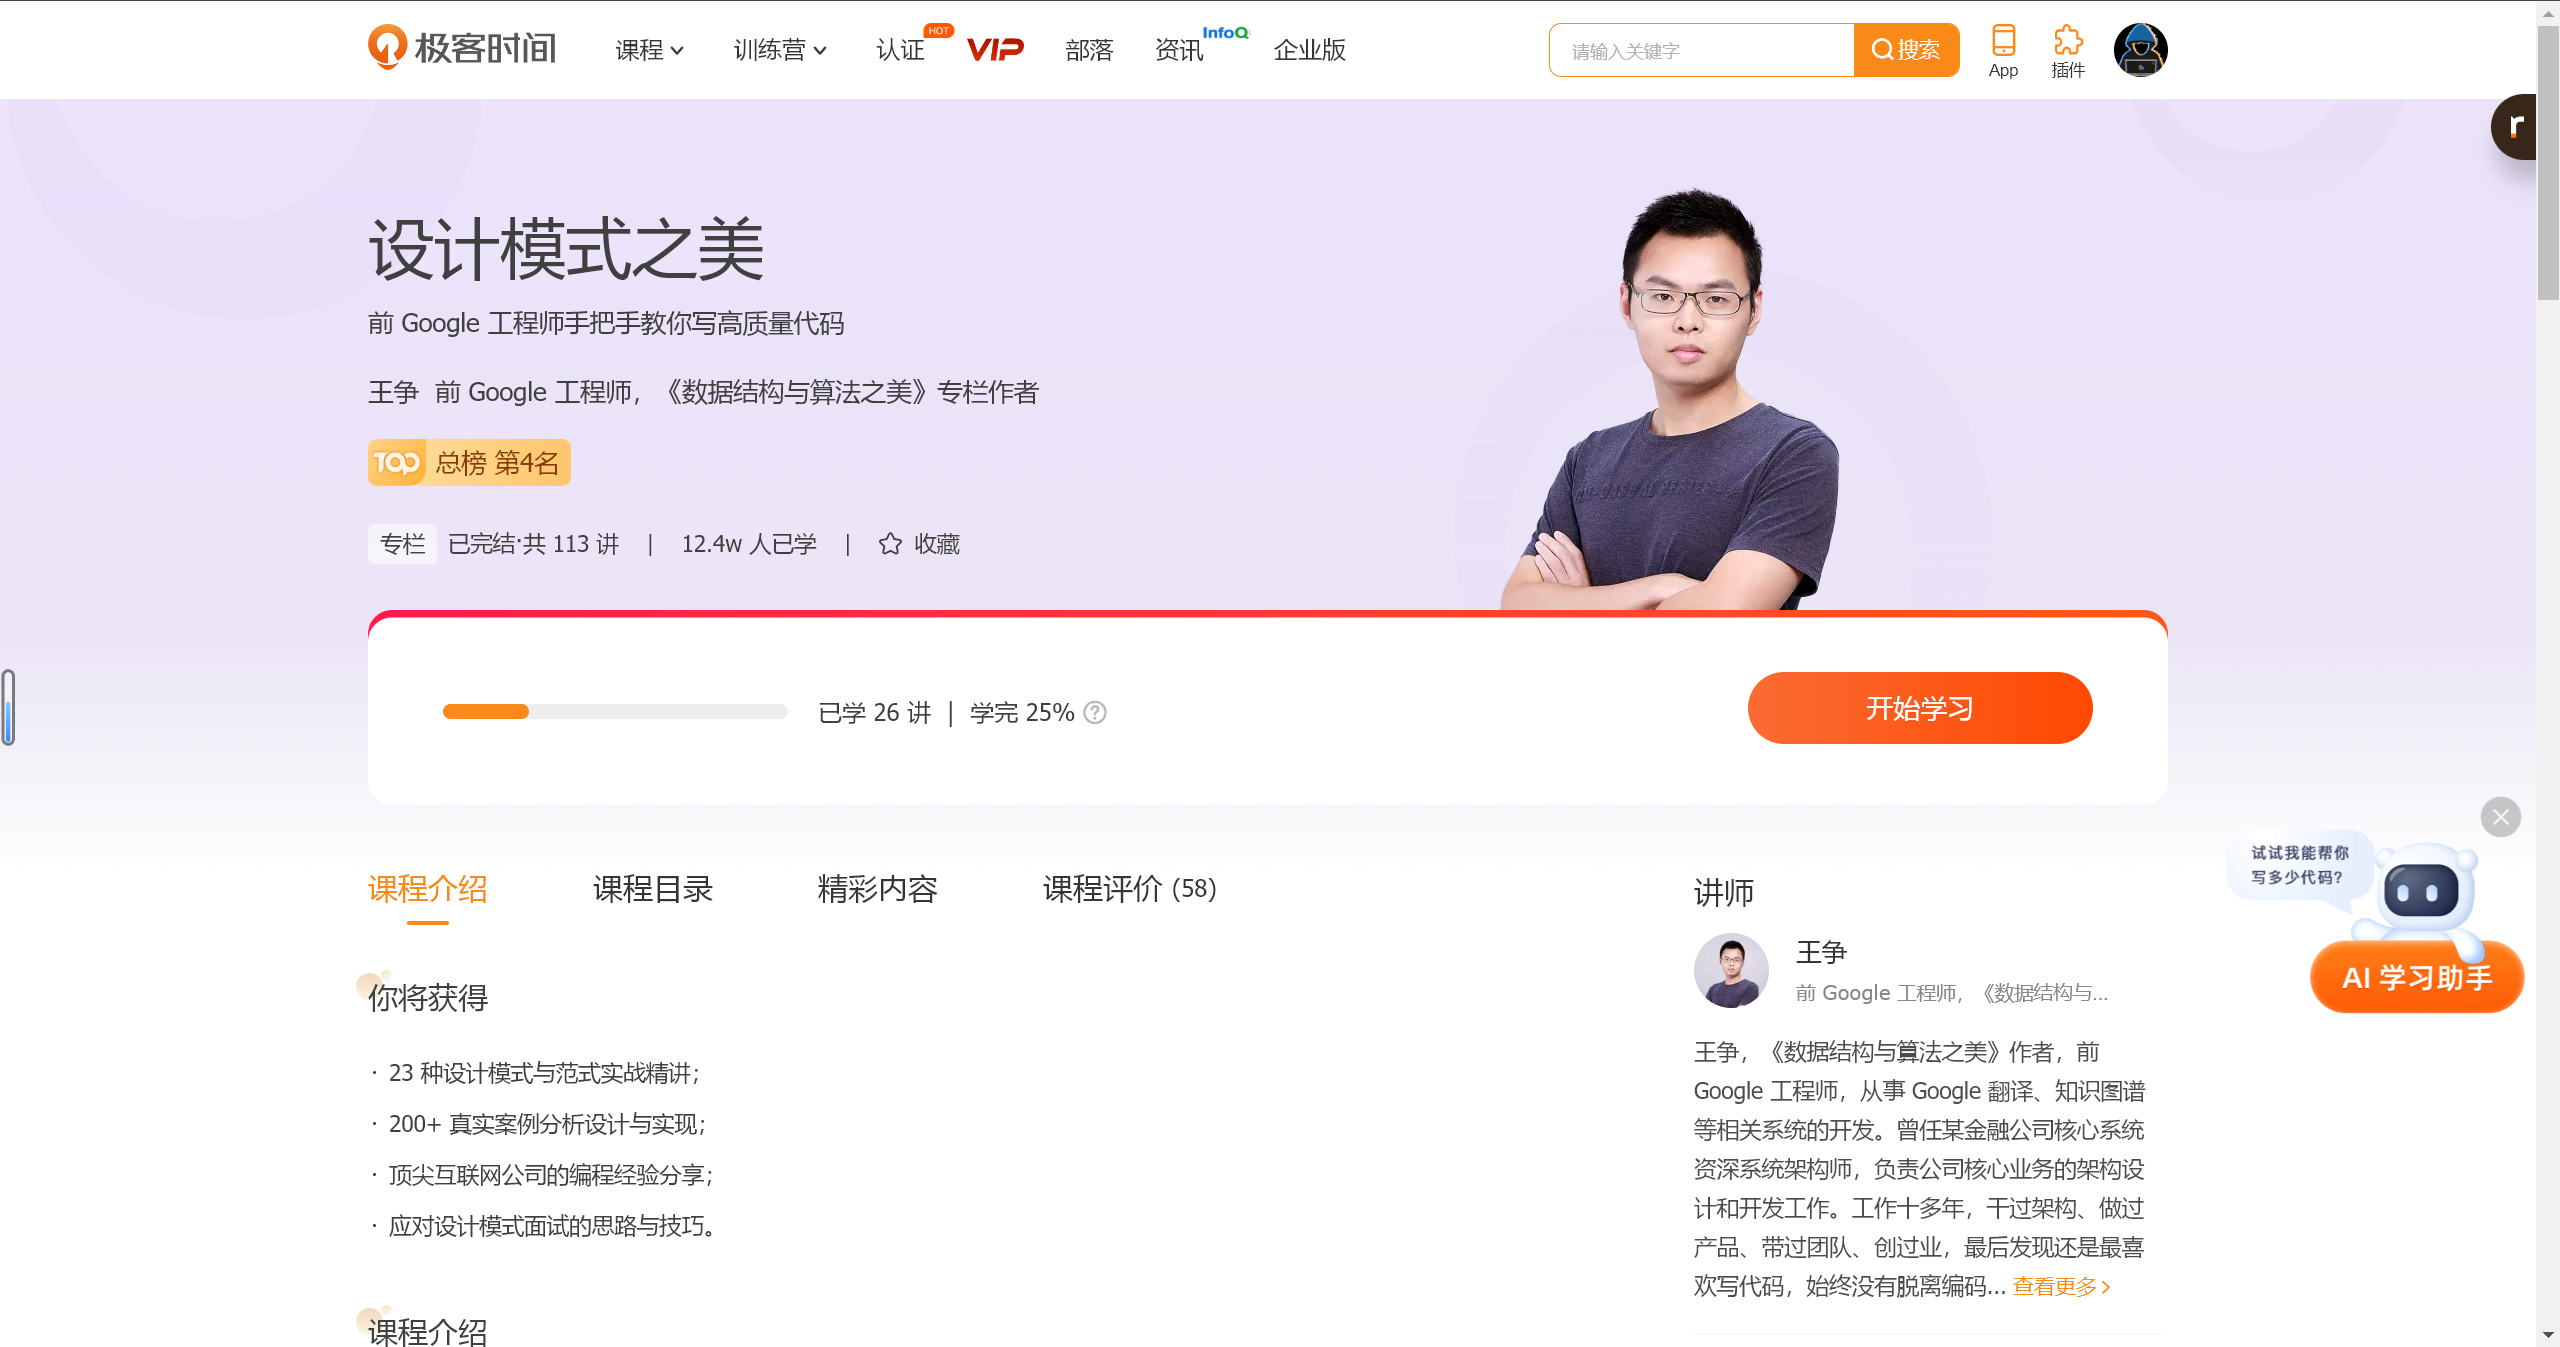 极客时间
课程
训练营
认证
HOT
VIP
部落
资讯
InfoQ
企业版
请输入关键字
搜索
App
插件
r
设计模式之美
前 Google 工程师手把手教你写高质量代码
王争 前 Google 工程师，《数据结构与算法之美》专栏作者
TOP 总榜 第4名
专栏 已完结·共 113 讲 | 12.4w 人已学 | 收藏
已学 26 讲 | 学完 25% ?
开始学习
课程介绍
课程目录
精彩内容
课程评价 (58)
你将获得
· 23 种设计模式与范式实战精讲；
· 200+ 真实案例分析设计与实现；
· 顶尖互联网公司的编程经验分享；
· 应对设计模式面试的思路与技巧。
课程介绍
讲师
王争
前 Google 工程师，《数据结构与...
王争，《数据结构与算法之美》作者，前
Google 工程师，从事 Google 翻译、知识图谱
等相关系统的开发。曾任某金融公司核心系统
资深系统架构师，负责公司核心业务的架构设
计和开发工作。工作十多年，干过架构、做过
产品、带过团队、创过业，最后发现还是最喜
欢写代码，始终没有脱离编码... 查看更多
试试我能帮你
写多少代码？
AI 学习助手